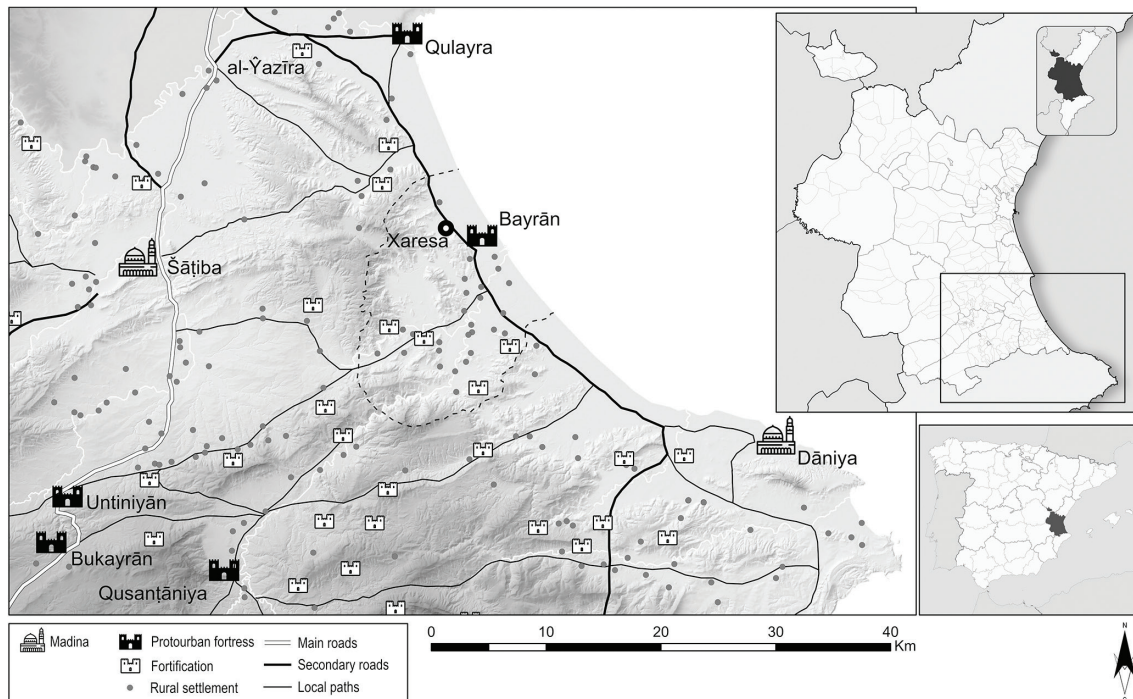 Qulayra
al-Ŷazīra
Xaresa
Bayrān
Šāṭiba
Dāniya
Untiniyān
Bukayrān
Qusanṭāniya
Madina
Protourban fortress
Main roads
Fortification
Secondary roads
Rural settlement
Local paths
0 10 20 30 40
Km
N
S